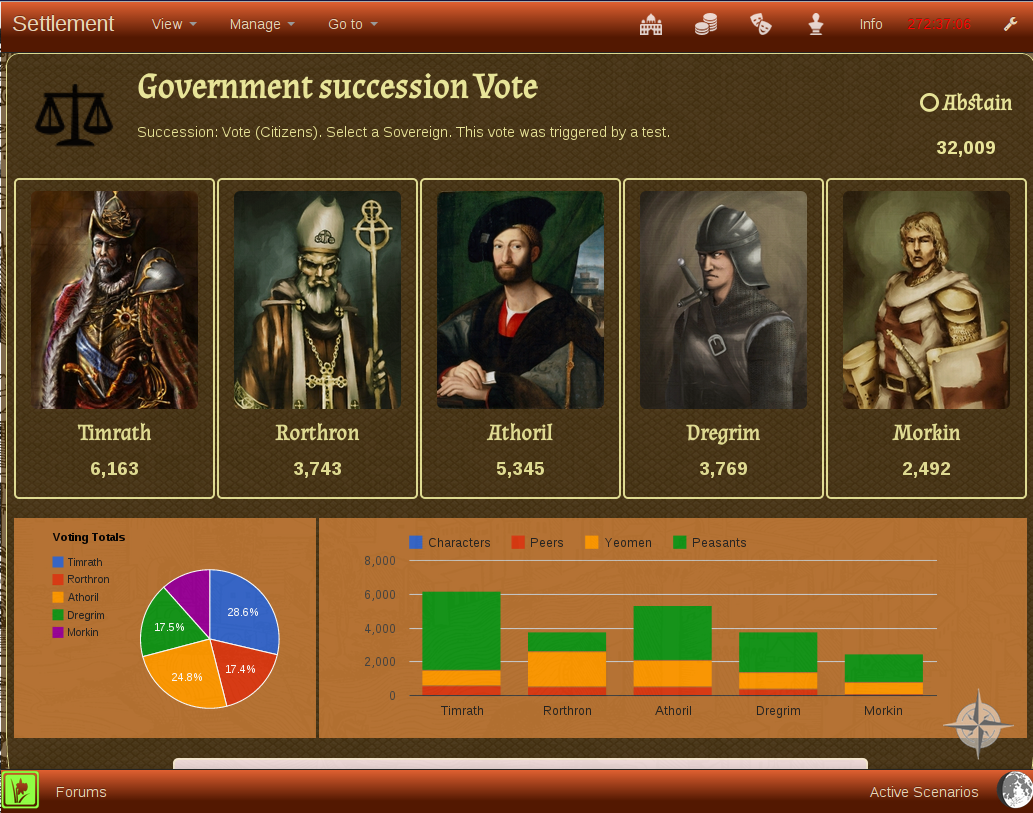 Settlement View Manage Go to Info 272:37:06
Government succession Vote
Abstain
Succession: Vote (Citizens). Select a Sovereign. This vote was triggered by a test.
32,009
Timrath Rorthron Athoril Dregrim Morkin
6,163 3,743 5,345 3,769 2,492
Voting Totals
Timrath
Rorthron
Athoril
Dregrim
Morkin
28.6%
17.4%
24.8%
17.5%
Characters Peers Yeomen Peasants
8,000
6,000
4,000
2,000
0
Timrath Rorthron Athoril Dregrim Morkin
Forums Active Scenarios